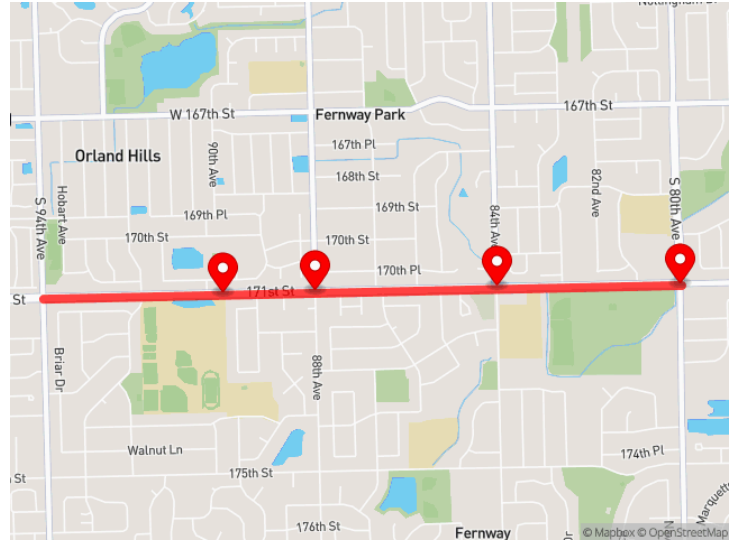 W 167th St
Fernway Park
167th St
Orland Hills
90th Ave
167th Pl
168th St
82nd Ave
S 80th Ave
S 94th Ave
Hobart Ave
169th Pl
169th St
84th Ave
170th St
170th St
170th Pl
St
171st St
Briar Dr
88th Ave
Walnut Ln
174th Pl
175th St
St
176th St
Fernway
Dr
N
Marquett
© Mapbox © OpenStreetMap